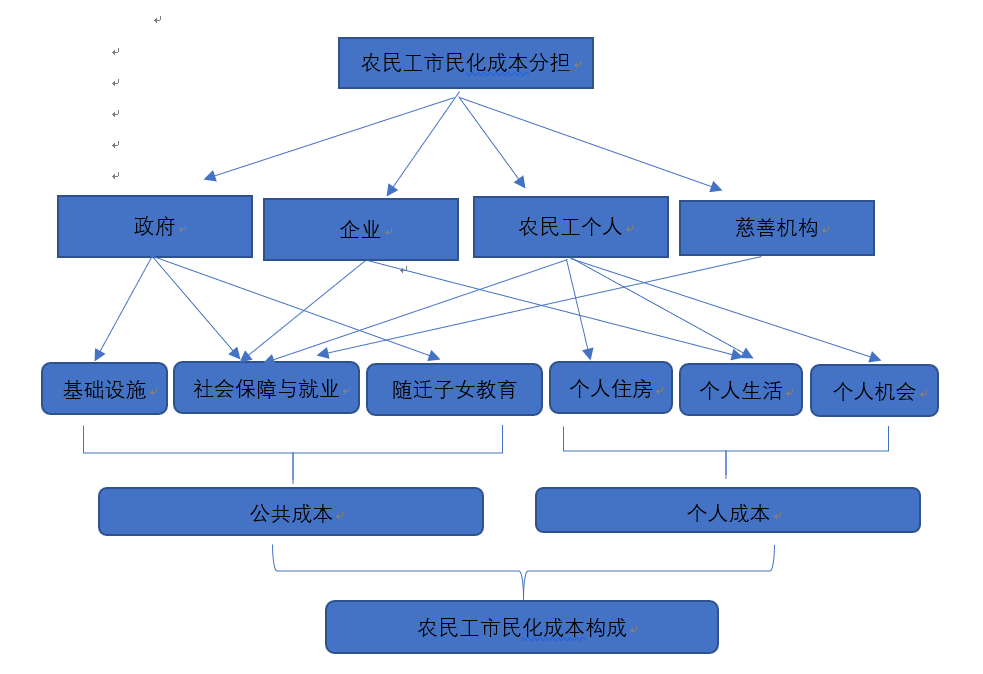 农民工市民化成本分担
政府
企业
农民工个人
慈善机构
基础设施
社会保障与就业
随迁子女教育
个人住房
个人生活
个人机会
公共成本
个人成本
农民工市民化成本构成